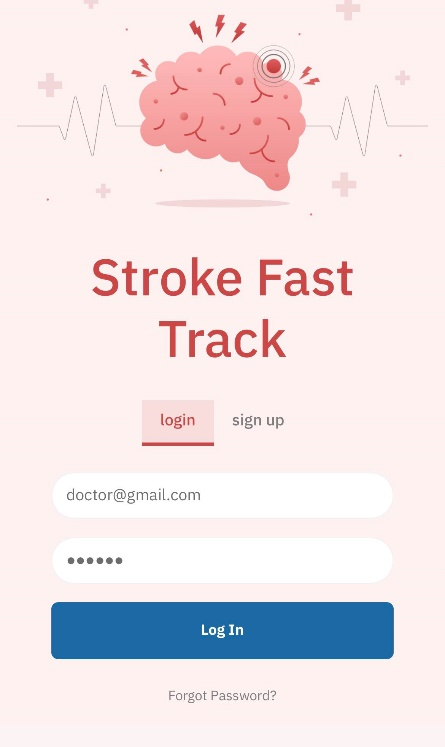 Stroke Fast
Track
login sign up
doctor@gmail.com
••••••
Log In
Forgot Password?